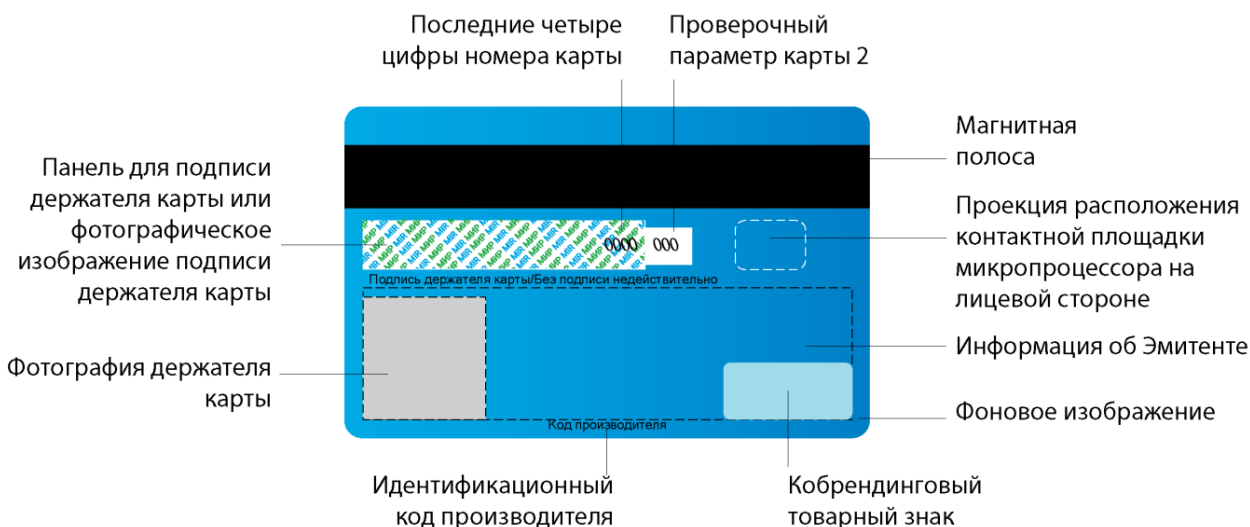 Последние четыре
цифры номера карты
Проверочный
параметр карты 2
Магнитная
полоса
Панель для подписи
держателя карты или
фотографическое
изображение подписи
держателя карты
Проекция расположения
контактной площадки
микропроцессора на
лицевой стороне
0000 000
Подпись держателя карты/Без подписи недействительно
Информация об Эмитенте
Фотография держателя
карты
Фоновое изображение
Код производителя
Идентификационный
код производителя
Кобрендинговый
товарный знак